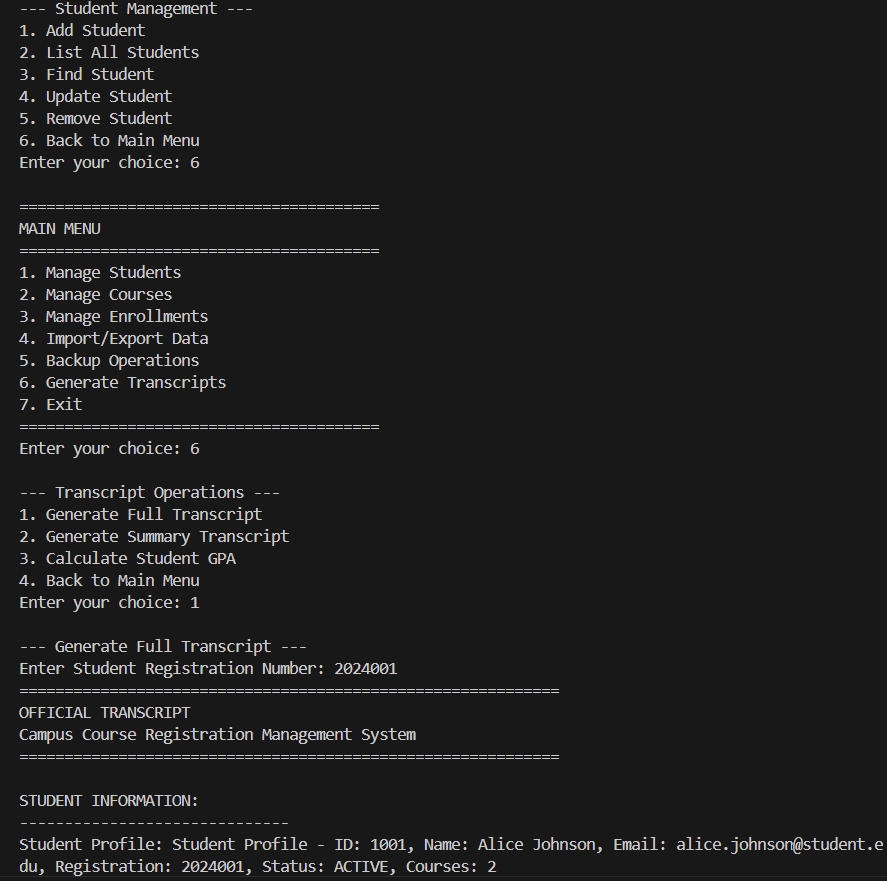 --- Student Management ---
1. Add Student
2. List All Students
3. Find Student
4. Update Student
5. Remove Student
6. Back to Main Menu
Enter your choice: 6
========================================
MAIN MENU
========================================
1. Manage Students
2. Manage Courses
3. Manage Enrollments
4. Import/Export Data
5. Backup Operations
6. Generate Transcripts
7. Exit
========================================
Enter your choice: 6
--- Transcript Operations ---
1. Generate Full Transcript
2. Generate Summary Transcript
3. Calculate Student GPA
4. Back to Main Menu
Enter your choice: 1
--- Generate Full Transcript ---
Enter Student Registration Number: 2024001
============================================================
OFFICIAL TRANSCRIPT
Campus Course Registration Management System
============================================================
STUDENT INFORMATION:
------------------------------
Student Profile: Student Profile - ID: 1001, Name: Alice Johnson, Email: alice.johnson@student.e
du, Registration: 2024001, Status: ACTIVE, Courses: 2